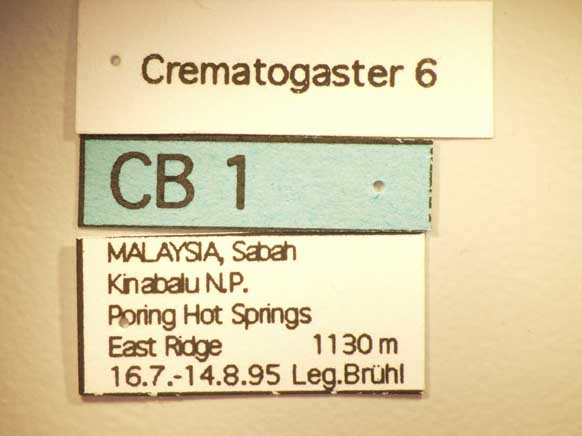 Crematogaster 6
CB 1
MALAYSIA, Sabah
Kinabalu N.P.
Poring Hot Springs
East Ridge 1130 m
16.7.-14.8.95 Leg.Brühl